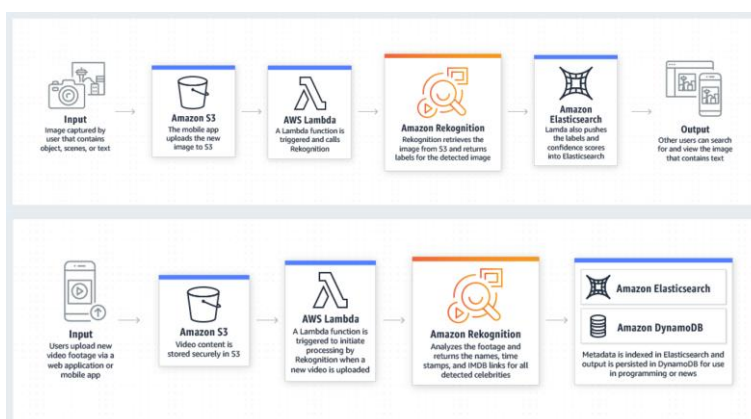 Input
Image captured by
user that contains
object, scenes, or text
Amazon S3
The mobile app
uploads the new
image to S3
AWS Lambda
A Lambda function is
triggered and calls
Rekognition
Amazon Rekognition
Rekognition retrieves the
image from S3 and returns
labels for the detected image
Amazon
Elasticsearch
Lamda also pushes
the labels and
confidence scores
into Elasticsearch
Output
Other users can search
for and view the image
that contains text
Input
Users upload new
video footage via a
web application or
mobile app
Amazon S3
Video content is
stored securely in S3
AWS Lambda
A Lambda function is
triggered to initiate
processing by
Rekognition when a
new video is uploaded
Amazon Rekognition
Analyzes the footage and
returns the names, time
stamps, and IMDB links for all
detected celebrities
Amazon Elasticsearch
Amazon DynamoDB
Metadata is indexed in Elasticsearch and
output is persisted in DynamoDB for use
in programming or news